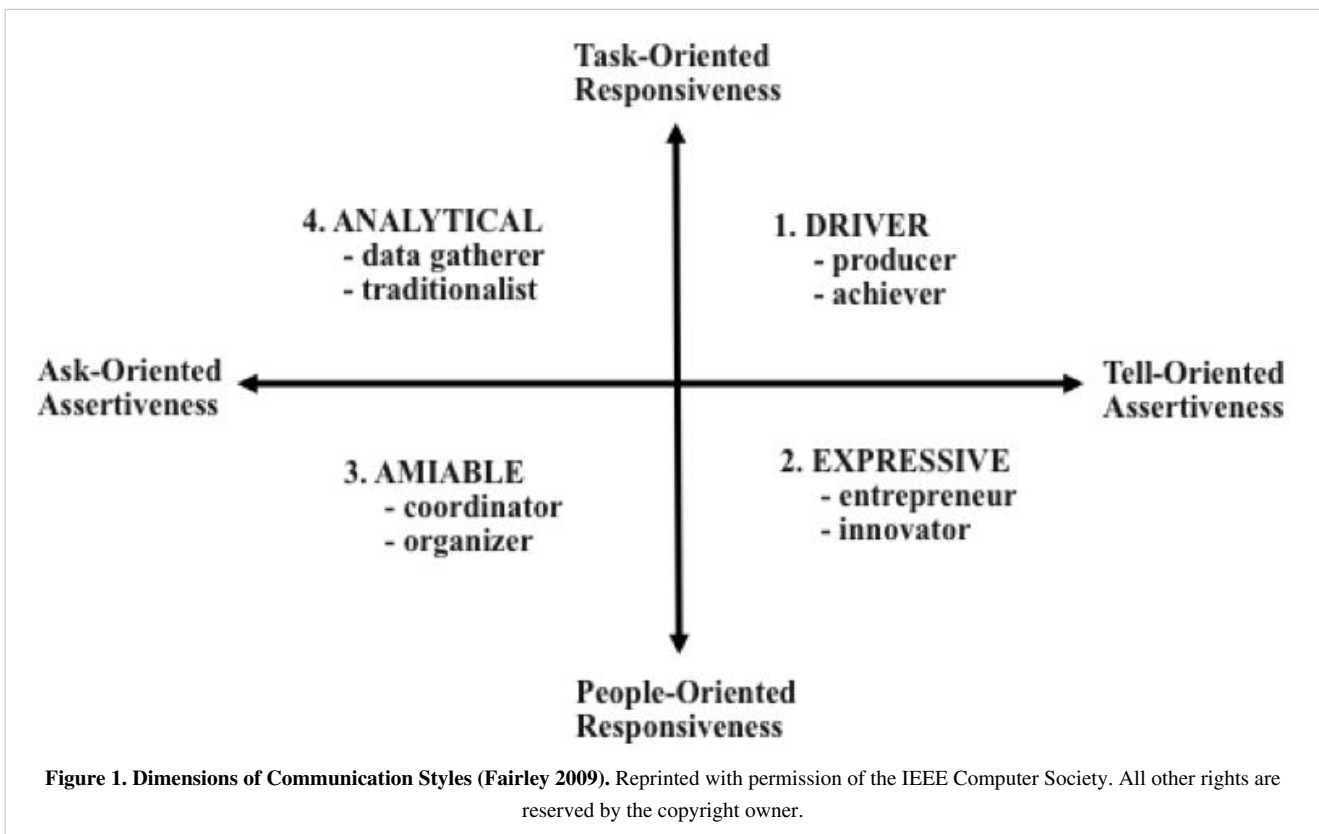 Task-Oriented
Responsiveness
4. ANALYTICAL
- data gatherer
- traditionalist
1. DRIVER
- producer
- achiever
Ask-Oriented
Assertiveness
Tell-Oriented
Assertiveness
3. AMIABLE
- coordinator
- organizer
2. EXPRESSIVE
- entrepreneur
- innovator
People-Oriented
Responsiveness
Figure 1. Dimensions of Communication Styles (Fairley 2009). Reprinted with permission of the IEEE Computer Society. All other rights are
reserved by the copyright owner.